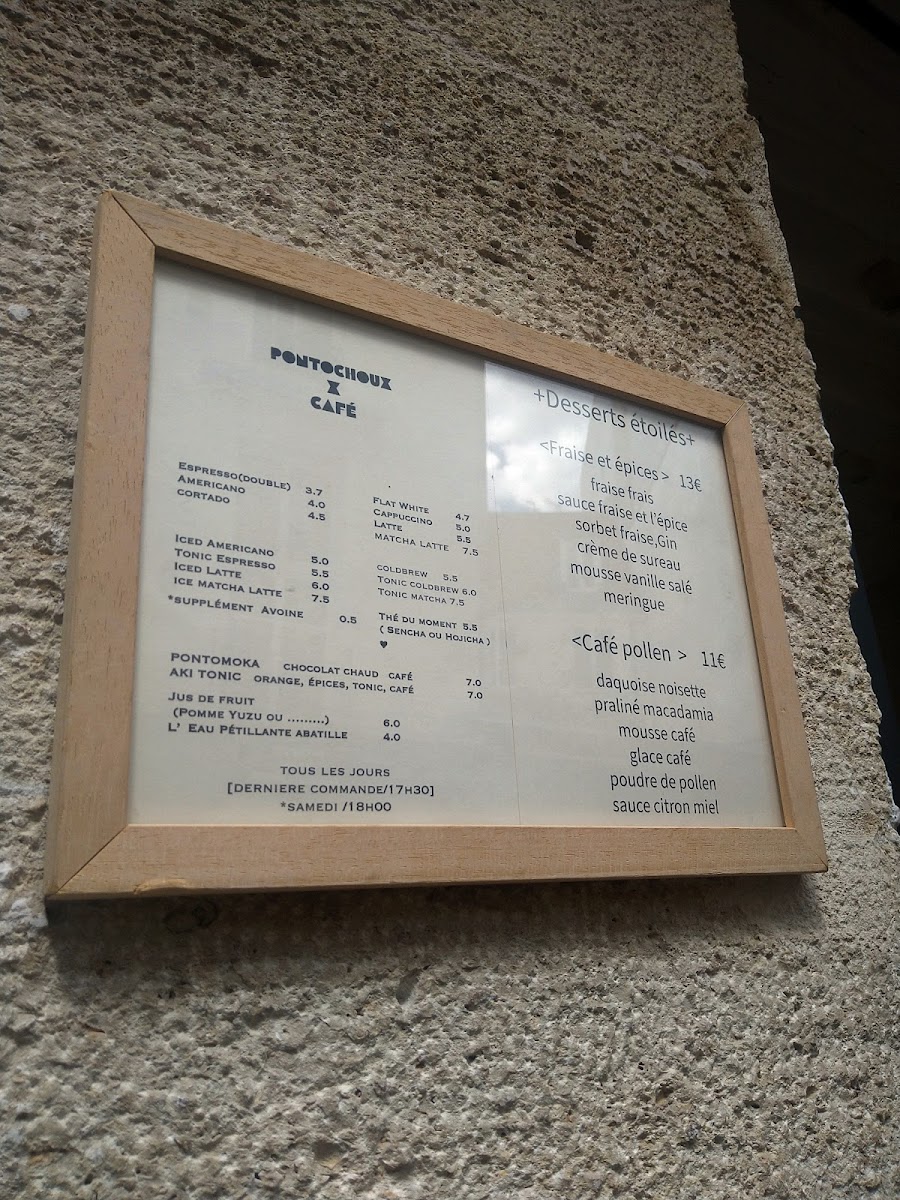 PONTOCHOUX
X
CAFÉ
ESPRESSO(DOUBLE) 3.7
AMERICANO 4.0
CORTADO 4.5
FLAT WHITE 4.7
CAPPUCCINO 5.0
LATTE 5.5
MATCHA LATTE 7.5
ICED AMERICANO 5.0
TONIC ESPRESSO 5.5
ICED LATTE 6.0
ICE MATCHA LATTE 7.5
*SUPPLÉMENT AVOINE 0.5
COLDBREW 5.5
TONIC COLDBREW 6.0
TONIC MATCHA 7.5
THÉ DU MOMENT 5.5
( SENCHA OU HOJICHA )
♥
PONTOMOKA CHOCOLAT CHAUD CAFÉ 7.0
AKI TONIC ORANGE, ÉPICES, TONIC, CAFÉ 7.0
JUS DE FRUIT
(POMME YUZU OU .........) 6.0
L' EAU PÉTILLANTE ABATILLE 4.0
TOUS LES JOURS
[DERNIERE COMMANDE/17H30]
*SAMEDI /18H00
+Desserts étoilés+
<Fraise et épices > 13€
fraise frais
sauce fraise et l'épice
sorbet fraise,Gin
crème de sureau
mousse vanille salé
meringue
<Café pollen > 11€
daquoise noisette
praliné macadamia
mousse café
glace café
poudre de pollen
sauce citron miel